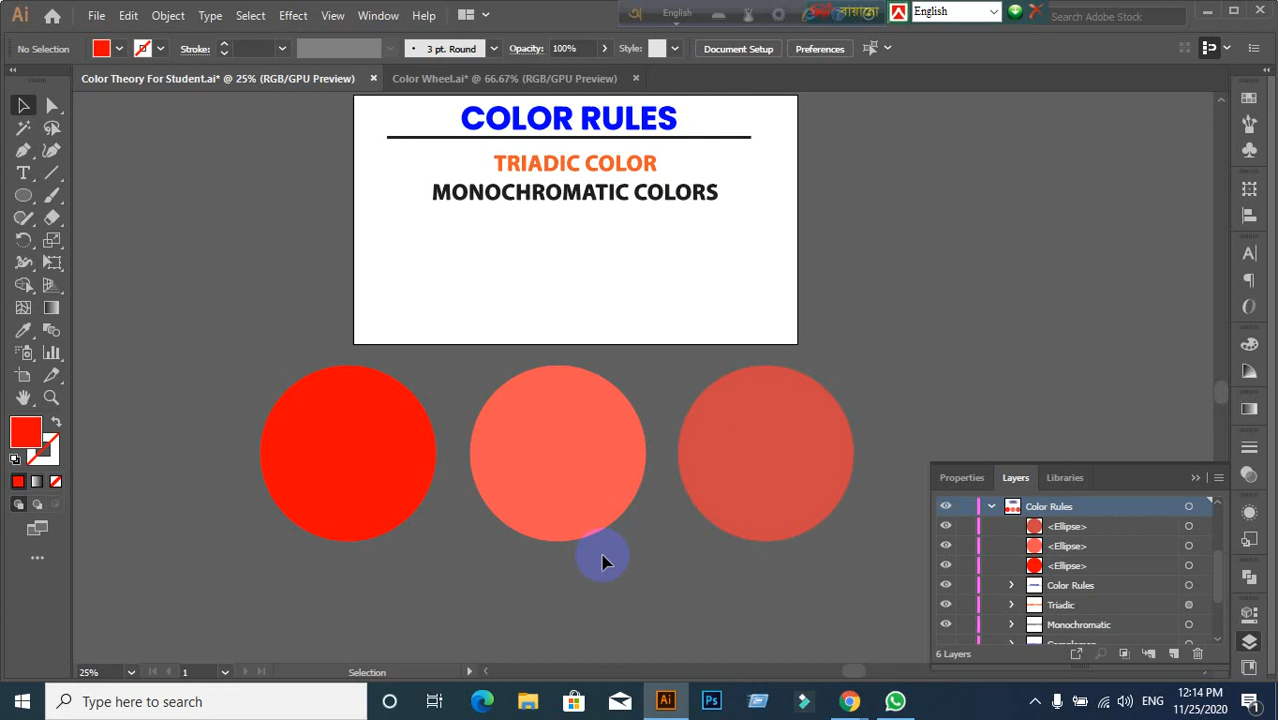 Ai File Edit Object Type Select Effect View Window Help English English Search Adobe Stock
No Selection Stroke: 3 pt. Round Opacity: 100% Style: Document Setup Preferences
Color Theory For Student.ai* @ 25% (RGB/GPU Preview) × Color Wheel.ai* @ 66.67% (RGB/GPU Preview) ×
COLOR RULES
TRIADIC COLOR
MONOCHROMATIC COLORS
Properties Layers Libraries
Color Rules
<Ellipse>
<Ellipse>
<Ellipse>
Color Rules
Triadic
Monochromatic
6 Layers
25% 1 Selection
Type here to search Ai Ps ENG 12:14 PM
11/25/2020